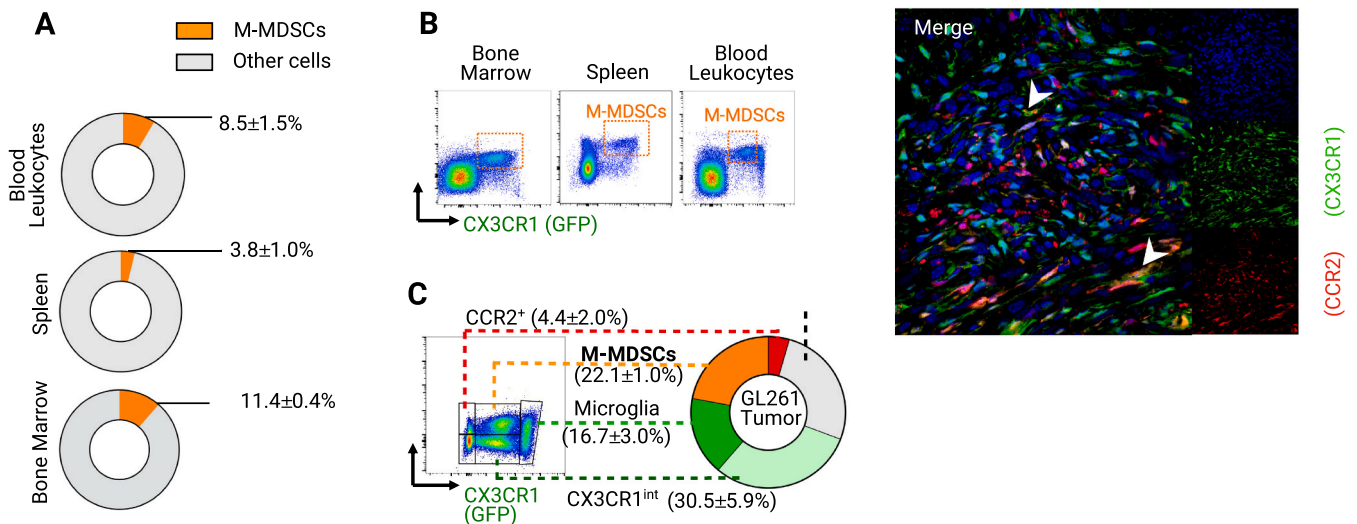 A
M-MDSCs
Other cells
Blood
Leukocytes
8.5±1.5%
Spleen
3.8±1.0%
Bone Marrow
11.4±0.4%
B
Bone
Marrow
Spleen
Blood
Leukocytes
M-MDSCs
M-MDSCs
CX3CR1 (GFP)
C
CCR2⁺ (4.4±2.0%)
M-MDSCs
(22.1±1.0%)
Microglia
(16.7±3.0%)
CX3CR1ⁱⁿᵗ (30.5±5.9%)
CX3CR1
(GFP)
GL261
Tumor
Merge
(CX3CR1)
(CCR2)